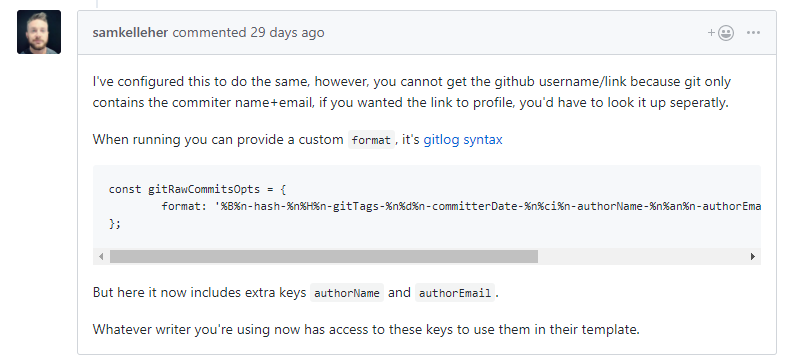 samkelleher commented 29 days ago
I've configured this to do the same, however, you cannot get the github username/link because git only
contains the commiter name+email, if you wanted the link to profile, you'd have to look it up seperatly.
When running you can provide a custom format, it's gitlog syntax
const gitRawCommitsOpts = {
format: '%B%n-hash-%n%H%n-gitTags-%n%d%n-committerDate-%n%ci%n-authorName-%n%an%n-authorEma
};
But here it now includes extra keys authorName and authorEmail.
Whatever writer you're using now has access to these keys to use them in their template.